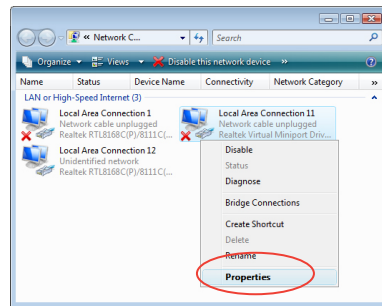 « Network C...
Search
Organize Views Disable this network device »
Name Status Device Name Connectivity Network Category »
LAN or High-Speed Internet (3)
Local Area Connection 1
Network cable unplugged
Realtek RTL8168C(P)/8111C(...
Local Area Connection 11
Network cable unplugged
Realtek Virtual Miniport Driv...
Local Area Connection 12
Unidentified network
Realtek RTL8168C(P)/8111C(...
Disable
Status
Diagnose
Bridge Connections
Create Shortcut
Delete
Rename
Properties